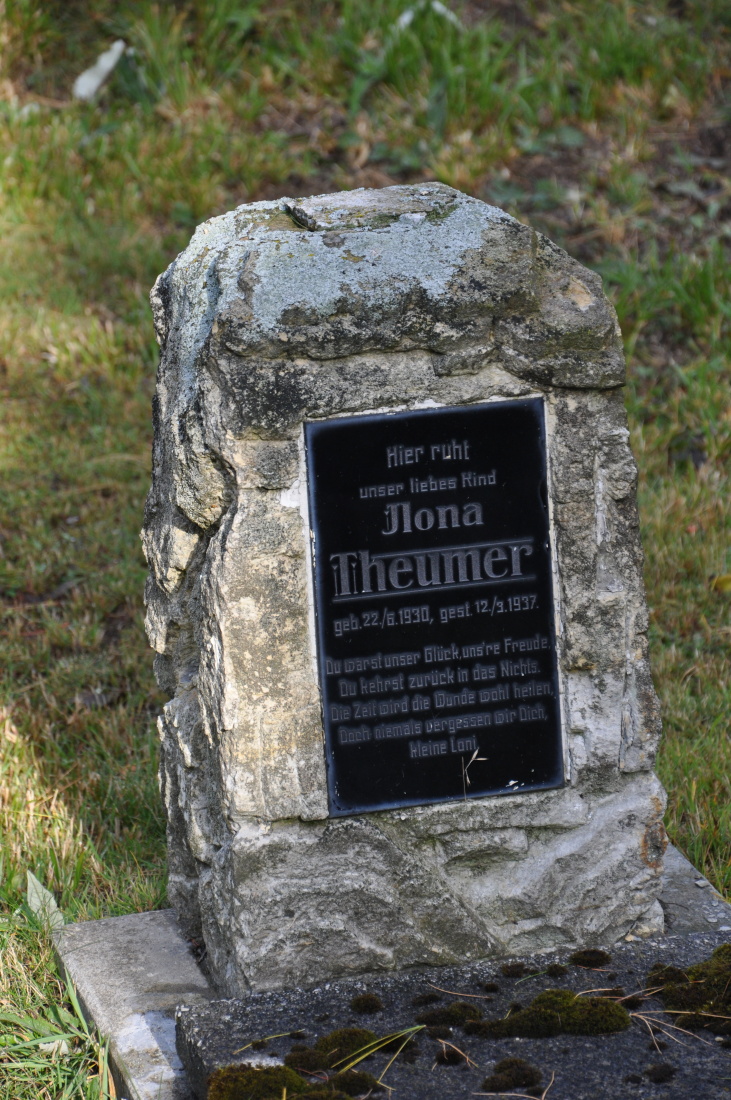 Hier ruht
unser liebes Kind
Ilona
Theumer
geb. 22./6.1930, gest. 12./3.1937.
Du warst unser Glück, uns're Freude.
Du kehrst zurück in das Nichts.
Die Zeit wird die Wunde wohl heilen,
Doch niemals vergessen wir Dich,
kleine Loni.